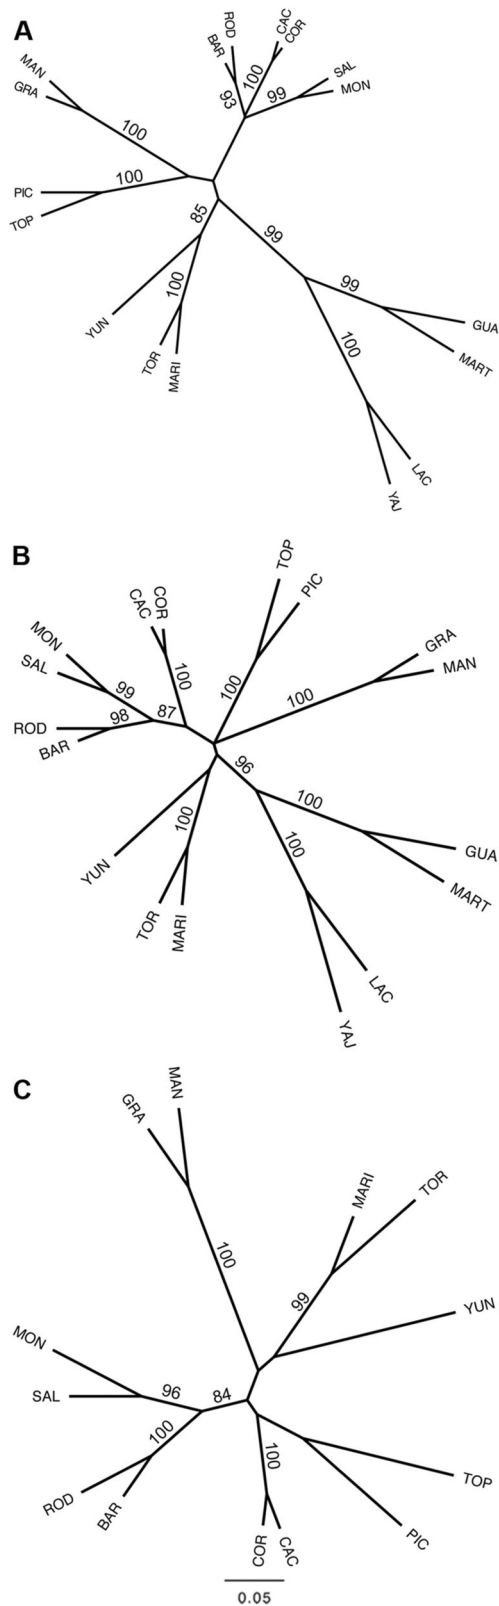 A
ROD
CAC
COR
BAR
SAL
MON
MAN
GRA
93
100
99
100
100
PIC
TOP
85
99
100
99
YUN
TOR
MARI
100
GUA
MART
LAC
YAJ
B
TOP
PIC
CAC
COR
MON
SAL
GRA
MAN
99
100
100
100
98
87
ROD
BAR
96
100
100
100
YUN
GUA
MART
TOR
MARI
LAC
YAJ
C
MAN
GRA
MARI
TOR
100
99
YUN
MON
SAL
96
84
100
100
ROD
BAR
TOP
PIC
COR
CAC
0.05